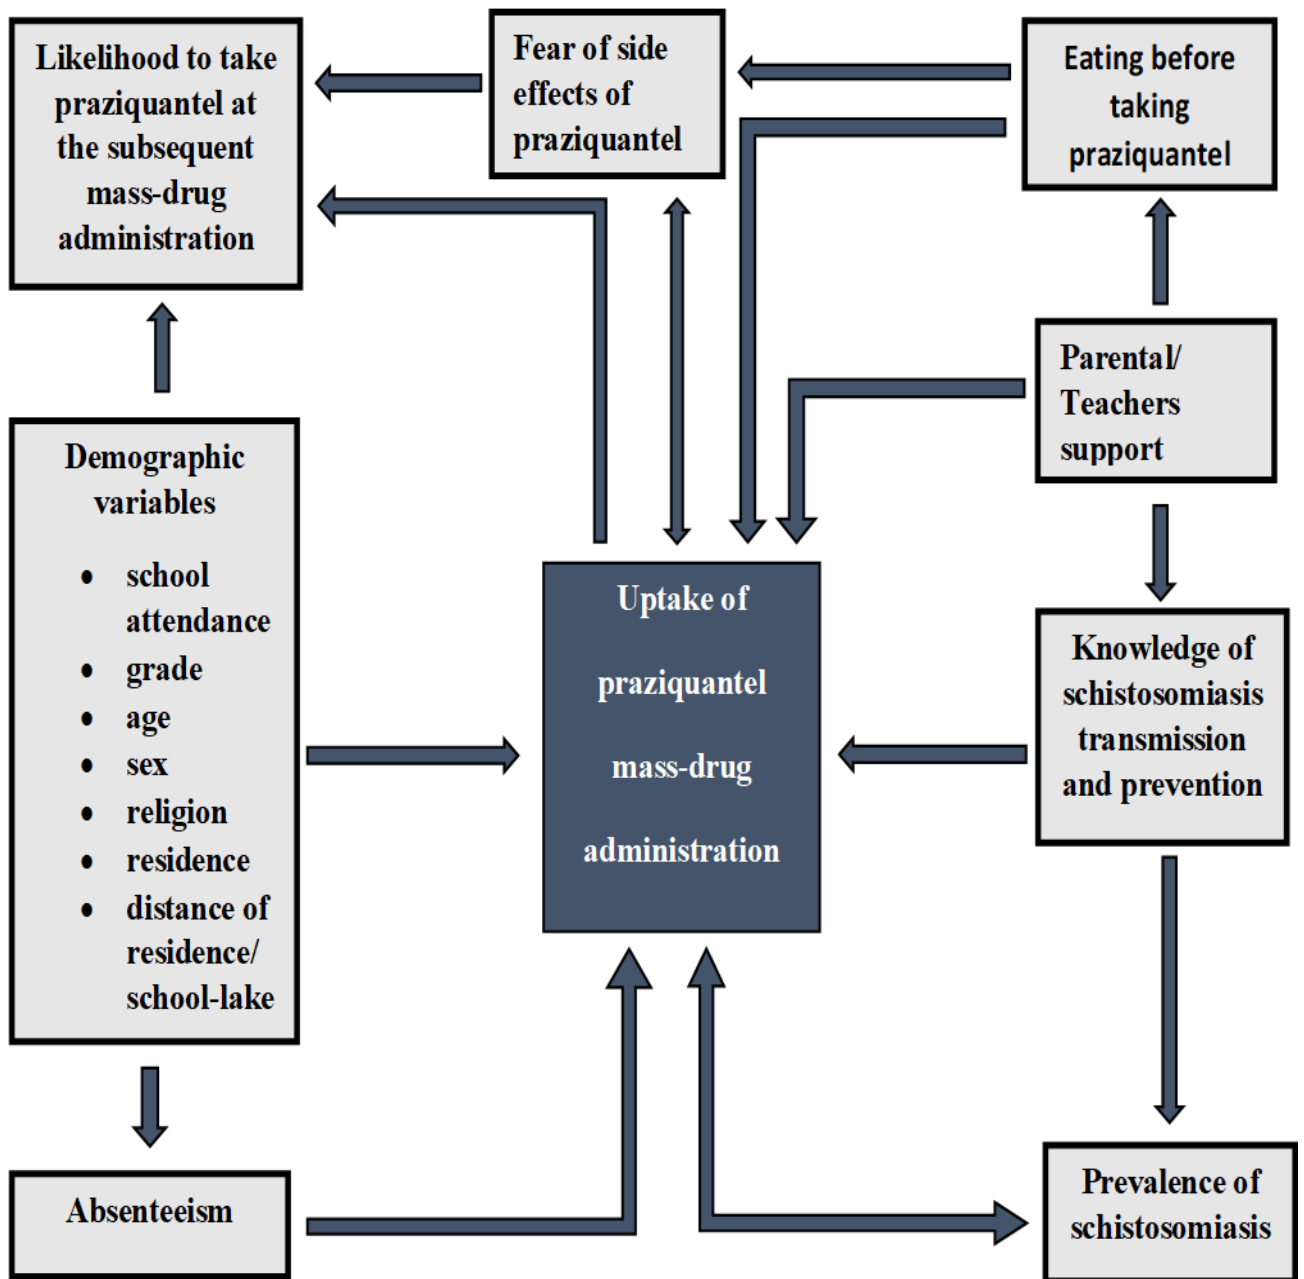 Likelihood to take
praziquantel at
the subsequent
mass-drug
administration
Fear of side
effects of
praziquantel
Eating before
taking
praziquantel
Parental/
Teachers
support
Demographic
variables
• school
attendance
• grade
• age
• sex
• religion
• residence
• distance of
residence/
school-lake
Uptake of
praziquantel
mass-drug
administration
Knowledge of
schistosomiasis
transmission
and prevention
Absenteeism
Prevalence of
schistosomiasis